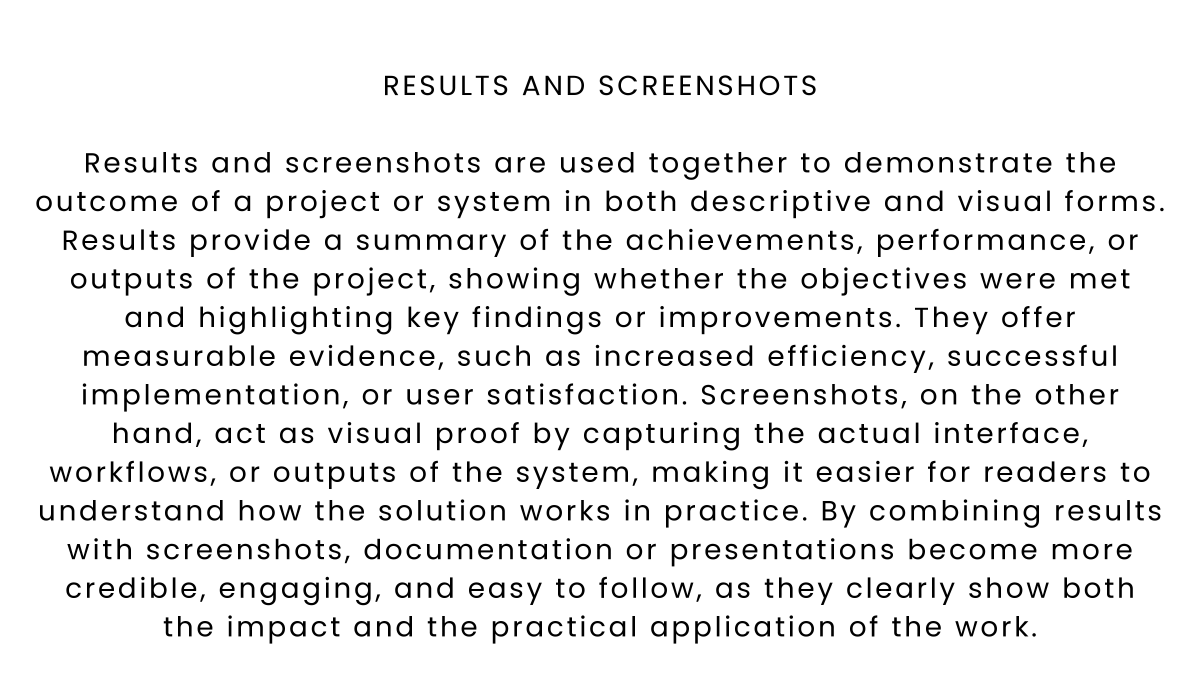 RESULTS AND SCREENSHOTS
Results and screenshots are used together to demonstrate the
outcome of a project or system in both descriptive and visual forms.
Results provide a summary of the achievements, performance, or
outputs of the project, showing whether the objectives were met
and highlighting key findings or improvements. They offer
measurable evidence, such as increased efficiency, successful
implementation, or user satisfaction. Screenshots, on the other
hand, act as visual proof by capturing the actual interface,
workflows, or outputs of the system, making it easier for readers to
understand how the solution works in practice. By combining results
with screenshots, documentation or presentations become more
credible, engaging, and easy to follow, as they clearly show both
the impact and the practical application of the work.